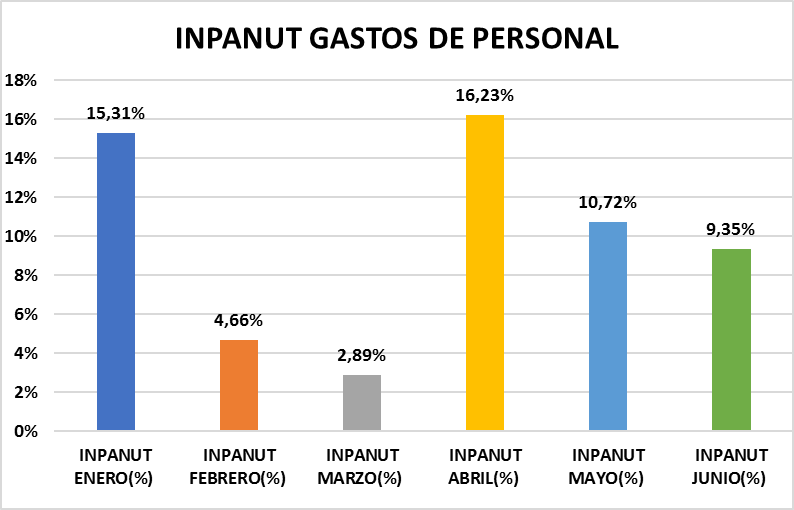 INPANUT GASTOS DE PERSONAL
18%
16%
14%
12%
10%
8%
6%
4%
2%
0%
15,31%
4,66%
2,89%
16,23%
10,72%
9,35%
INPANUT
ENERO(%)
INPANUT
FEBRERO(%)
INPANUT
MARZO(%)
INPANUT
ABRIL(%)
INPANUT
MAYO(%)
INPANUT
JUNIO(%)